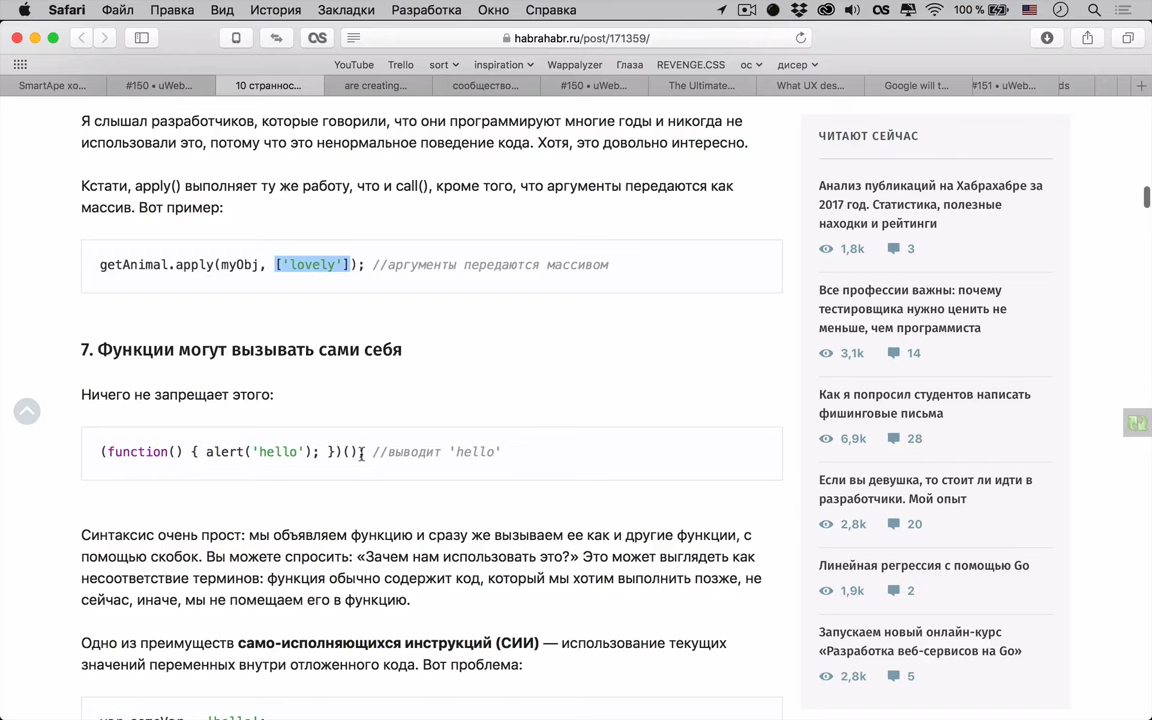 Safari Файл Правка Вид История Закладки Разработка Окно Справка 100 %
habrahabr.ru/post/171359/
YouTube Trello sort inspiration Wappalyzer Глаза REVENGE.CSS ос дисер
SmartApe хо... #150 • uWeb... 10 страннос... are creating... сообщество... #150 • uWeb... The Ultimate... What UX des... Google will t... #151 • uWeb... ds
Я слышал разработчиков, которые говорили, что они программируют многие годы и никогда не
использовали это, потому что это ненормальное поведение кода. Хотя, это довольно интересно.
Кстати, apply() выполняет ту же работу, что и call(), кроме того, что аргументы передаются как
массив. Вот пример:
getAnimal.apply(myObj, ['lovely']); //аргументы передаются массивом
7. Функции могут вызывать сами себя
Ничего не запрещает этого:
(function() { alert('hello'); })(); //выводит 'hello'
Синтаксис очень прост: мы объявляем функцию и сразу же вызываем ее как и другие функции, с
помощью скобок. Вы можете спросить: «Зачем нам использовать это?» Это может выглядеть как
несоответствие терминов: функция обычно содержит код, который мы хотим выполнить позже, не
сейчас, иначе, мы не помещаем его в функцию.
Одно из преимуществ само-исполняющихся инструкций (СИИ) — использование текущих
значений переменных внутри отложенного кода. Вот проблема:
var someVar = 'hello';
ЧИТАЮТ СЕЙЧАС
Анализ публикаций на Хабрахабре за
2017 год. Статистика, полезные
находки и рейтинги
1,8k 3
Все профессии важны: почему
тестировщика нужно ценить не
меньше, чем программиста
3,1k 14
Как я попросил студентов написать
фишинговые письма
6,9k 28
Если вы девушка, то стоит ли идти в
разработчики. Мой опыт
2,8k 20
Линейная регрессия с помощью Go
1,9k 2
Запускаем новый онлайн-курс
«Разработка веб-сервисов на Go»
2,8k 5